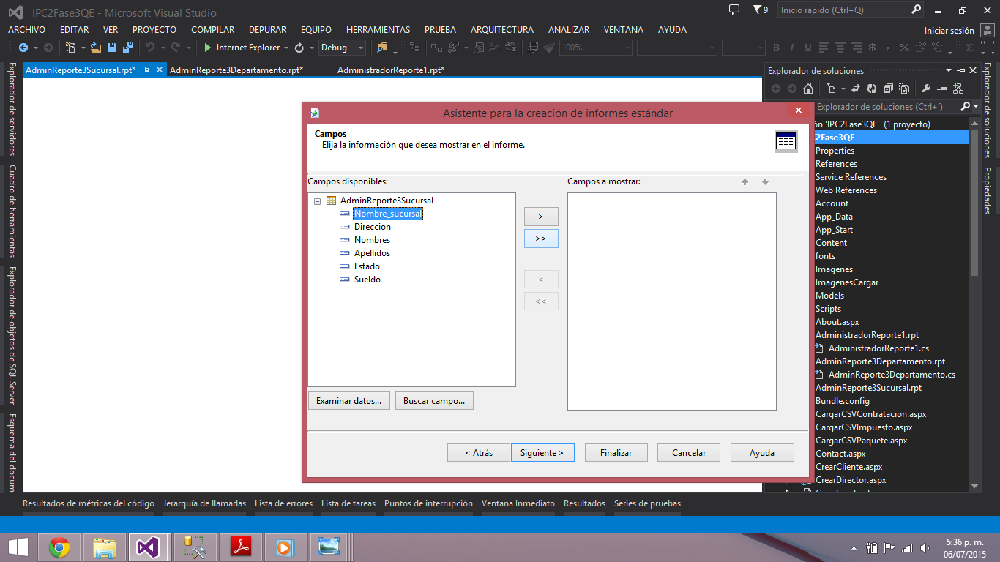 IPC2Fase3QE - Microsoft Visual Studio
9
Inicio rápido (Ctrl+Q)
ARCHIVO EDITAR VER PROYECTO COMPILAR DEPURAR EQUIPO HERRAMIENTAS PRUEBA ARQUITECTURA ANALIZAR VENTANA AYUDA
Iniciar sesión
Internet Explorer Debug 100%
AdminReporte3Sucursal.rpt* AdminReporte3Departamento.rpt* AdministradorReporte1.rpt*
Explorador de servidores
Cuadro de herramientas
Explorador de objetos de SQL Server
Esquema del docum
Asistente para la creación de informes estándar
Campos
Elija la información que desea mostrar en el informe.
Campos disponibles:
AdminReporte3Sucursal
Nombre_sucursal
Direccion
Nombres
Apellidos
Estado
Sueldo
>
>>
<
<<
Campos a mostrar:
Examinar datos...
Buscar campo...
< Atrás
Siguiente >
Finalizar
Cancelar
Ayuda
Explorador de soluciones
Explorador de soluciones (Ctrl+´)
ón 'IPC2Fase3QE' (1 proyecto)
C2Fase3QE
Properties
References
Service References
Web References
Account
App_Data
App_Start
Content
fonts
Imagenes
ImagenesCargar
Models
Scripts
About.aspx
AdministradorReporte1.rpt
AdministradorReporte1.cs
AdminReporte3Departamento.rpt
AdminReporte3Departamento.cs
AdminReporte3Sucursal.rpt
Bundle.config
CargarCSVContratacion.aspx
CargarCSVImpuesto.aspx
CargarCSVPaquete.aspx
Contact.aspx
CrearCliente.aspx
CrearDirector.aspx
CrearEmpleado.aspx
Explorador de soluciones
Propiedades
Resultados de métricas del código Jerarquía de llamadas Lista de errores Lista de tareas Puntos de interrupción Ventana Inmediato Resultados Series de pruebas
5:36 p. m.
06/07/2015